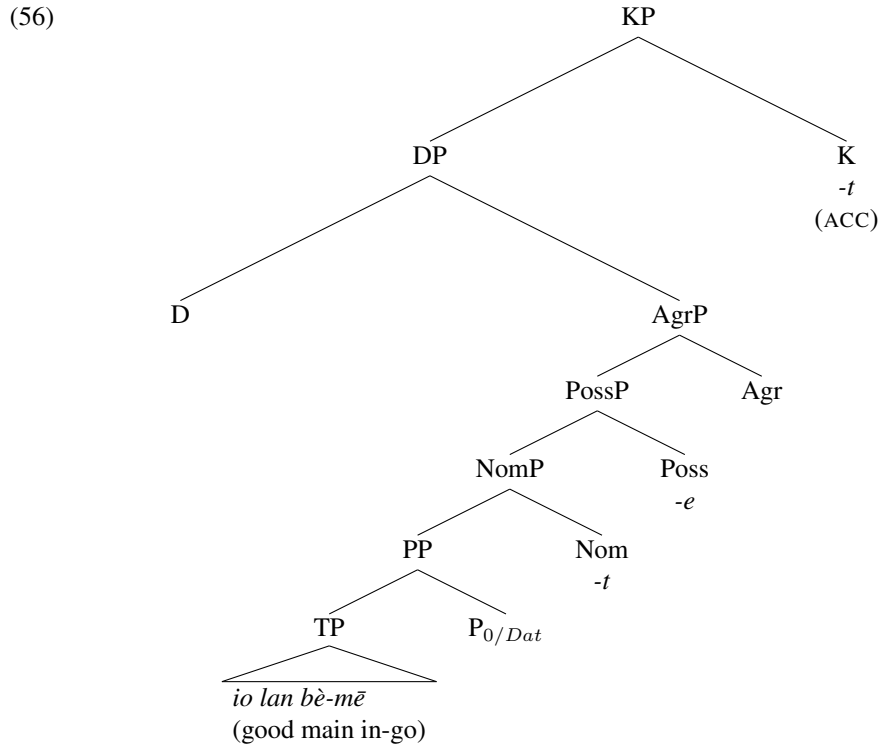 (56)
KP
DP K
-t
(ACC)
D AgrP
PossP Agr
NomP Poss
-e
PP Nom
-t
TP P0/Dat
io lan bè-mē
(good main in-go)